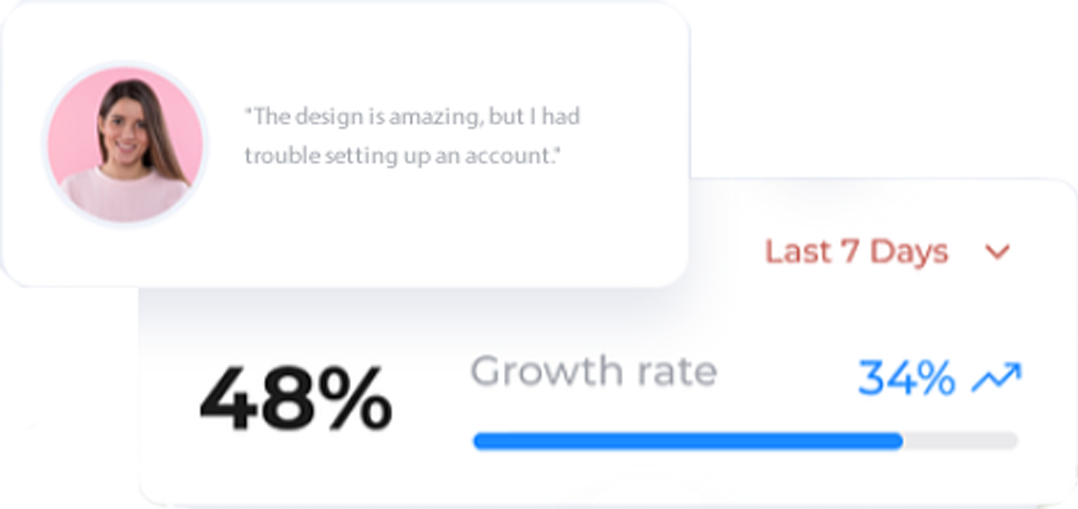 "The design is amazing, but I had
trouble setting up an account."
Last 7 Days
48%
Growth rate
34%